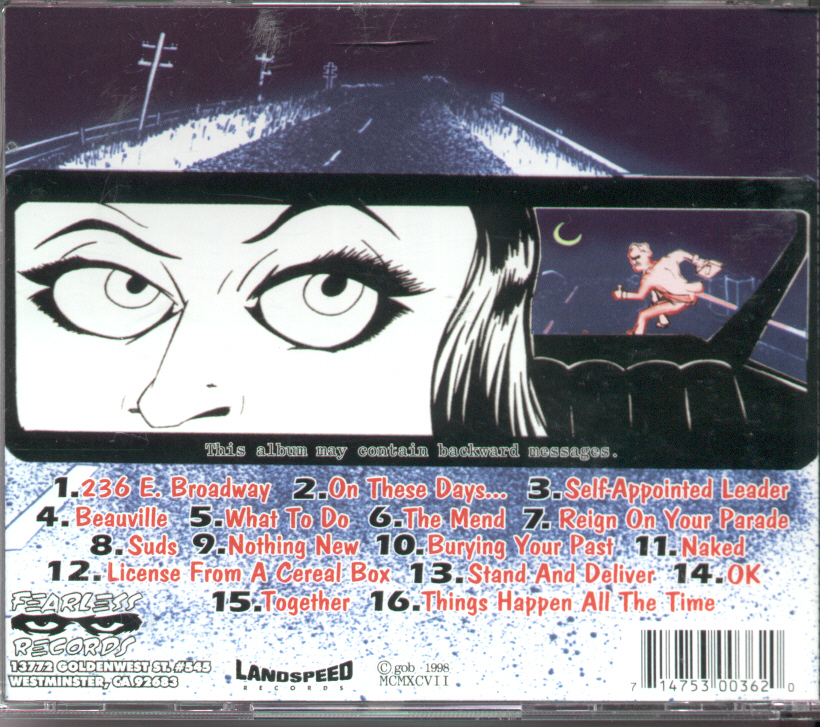 This album may contain backward messages.
1.236 E. Broadway 2.On These Days... 3.Self-Appointed Leader
4.Beauville 5.What To Do 6.The Mend 7. Reign On Your Parade
8.Suds 9.Nothing New 10.Burying Your Past 11.Naked
12.License From A Cereal Box 13.Stand And Deliver 14.OK
15.Together 16.Things Happen All The Time
FEARLESS
RECORDS
13772 GOLDENWEST ST. #545
WESTMINSTER, CA 92683
LANDSPEED
RECORDS
©gob 1998
MCMXCVII
7 14753 00362 0